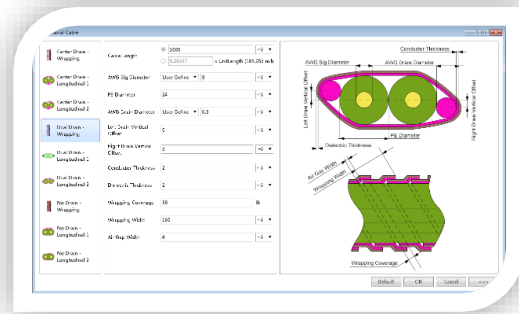 Center Drain - Wrapping
Center Drain - Longitudinal 1
Center Drain - Longitudinal 2
Dual Drain - Wrapping
Dual Drain - Longitudinal 1
Dual Drain - Longitudinal 2
No Drain - Wrapping
No Drain - Longitudinal 1
No Drain - Longitudinal 2
Cable Length
1000
AWG Sig Diameter
User Define
8
PE Diameter
24
AWG Drain Diameter
User Define
Left Drain Vertical Offset
0
Right Drain Vertical Offset
Conductor Thickness
2
Dielectric Thickness
2
Wrapping Coverage
%
Wrapping Width
100
Air Gap Width
4
Conductor Thickness
AWG Sig Diameter
AWG Drain Diameter
Left Drain Vertical Offset
Right Drain Vertical Offset
PE Diameter
Dielectric Thickness
Air Gap Width
Wrapping Width
Wrapping Coverage
Default
OK
Cancel